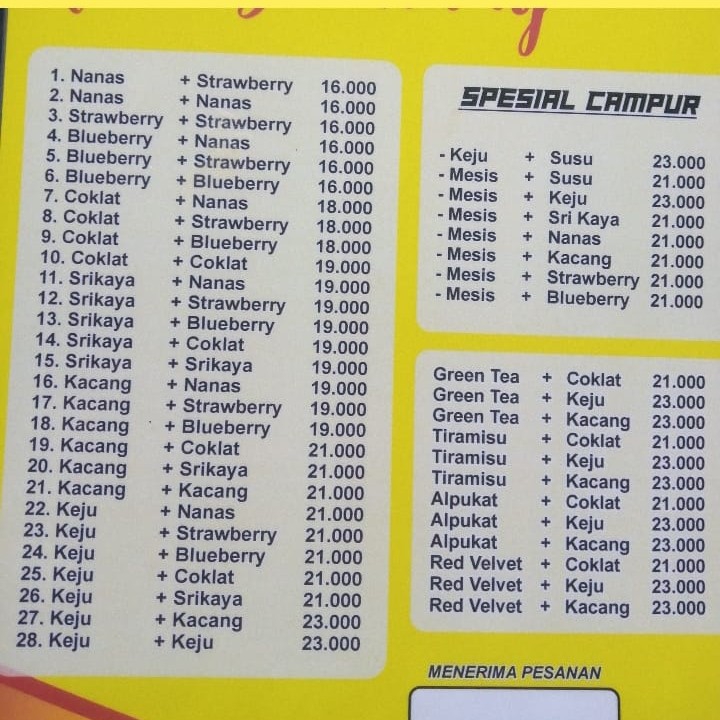 1. Nanas + Strawberry 16.000
2. Nanas + Nanas 16.000
3. Strawberry + Strawberry 16.000
4. Blueberry + Nanas 16.000
5. Blueberry + Strawberry 16.000
6. Blueberry + Blueberry 16.000
7. Coklat + Nanas 18.000
8. Coklat + Strawberry 18.000
9. Coklat + Blueberry 18.000
10. Coklat + Coklat 19.000
11. Srikaya + Nanas 19.000
12. Srikaya + Strawberry 19.000
13. Srikaya + Blueberry 19.000
14. Srikaya + Coklat 19.000
15. Srikaya + Srikaya 19.000
16. Kacang + Nanas 19.000
17. Kacang + Strawberry 19.000
18. Kacang + Blueberry 19.000
19. Kacang + Coklat 21.000
20. Kacang + Srikaya 21.000
21. Kacang + Kacang 21.000
22. Keju + Nanas 21.000
23. Keju + Strawberry 21.000
24. Keju + Blueberry 21.000
25. Keju + Coklat 21.000
26. Keju + Srikaya 21.000
27. Keju + Kacang 23.000
28. Keju + Keju 23.000
SPESIAL CAMPUR
- Keju + Susu 23.000
- Mesis + Susu 21.000
- Mesis + Keju 23.000
- Mesis + Sri Kaya 21.000
- Mesis + Nanas 21.000
- Mesis + Kacang 21.000
- Mesis + Strawberry 21.000
- Mesis + Blueberry 21.000
Green Tea + Coklat 21.000
Green Tea + Keju 23.000
Green Tea + Kacang 23.000
Tiramisu + Coklat 21.000
Tiramisu + Keju 23.000
Tiramisu + Kacang 23.000
Alpukat + Coklat 21.000
Alpukat + Keju 23.000
Alpukat + Kacang 23.000
Red Velvet + Coklat 21.000
Red Velvet + Keju 23.000
Red Velvet + Kacang 23.000
MENERIMA PESANAN